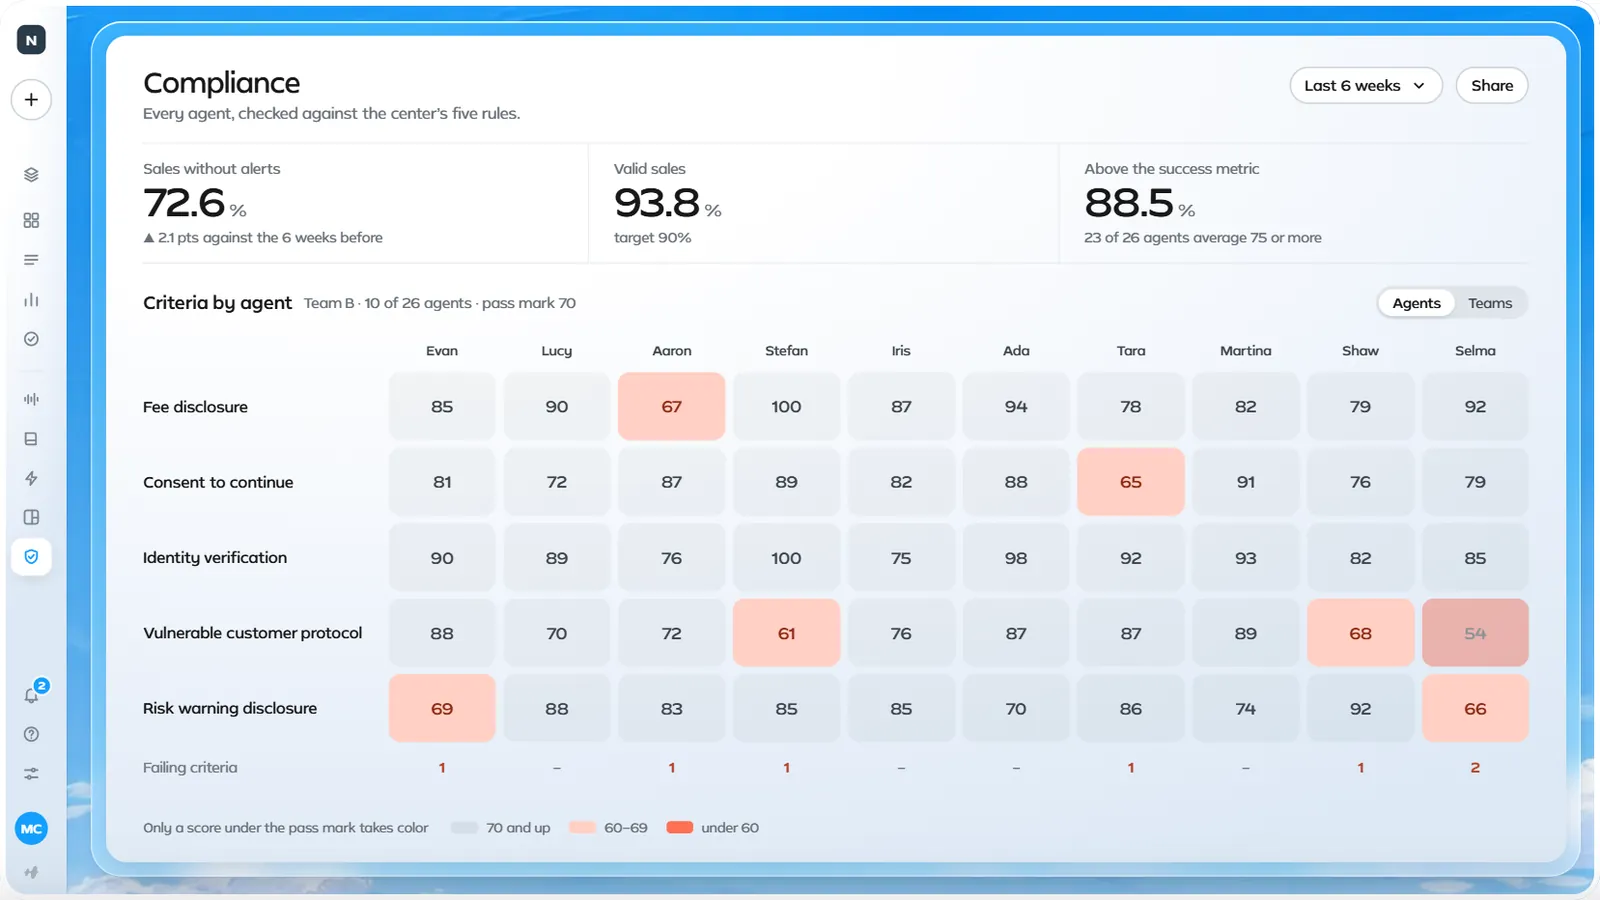 N
Compliance
Every agent, checked against the center's five rules.
Last 6 weeks
Share
Sales without alerts
72.6 %
▲ 2.1 pts against the 6 weeks before
Valid sales
93.8 %
target 90%
Above the success metric
88.5 %
23 of 26 agents average 75 or more
Criteria by agent Team B · 10 of 26 agents · pass mark 70
Agents Teams
Evan Lucy Aaron Stefan Iris Ada Tara Martina Shaw Selma
Fee disclosure 85 90 67 100 87 94 78 82 79 92
Consent to continue 81 72 87 89 82 88 65 91 76 79
Identity verification 90 89 76 100 75 98 92 93 82 85
Vulnerable customer protocol 88 70 72 61 76 87 87 89 68 54
Risk warning disclosure 69 88 83 85 85 70 86 74 92 66
Failing criteria 1 – 1 1 – – 1 – 1 2
Only a score under the pass mark takes color 70 and up 60–69 under 60
2
MC